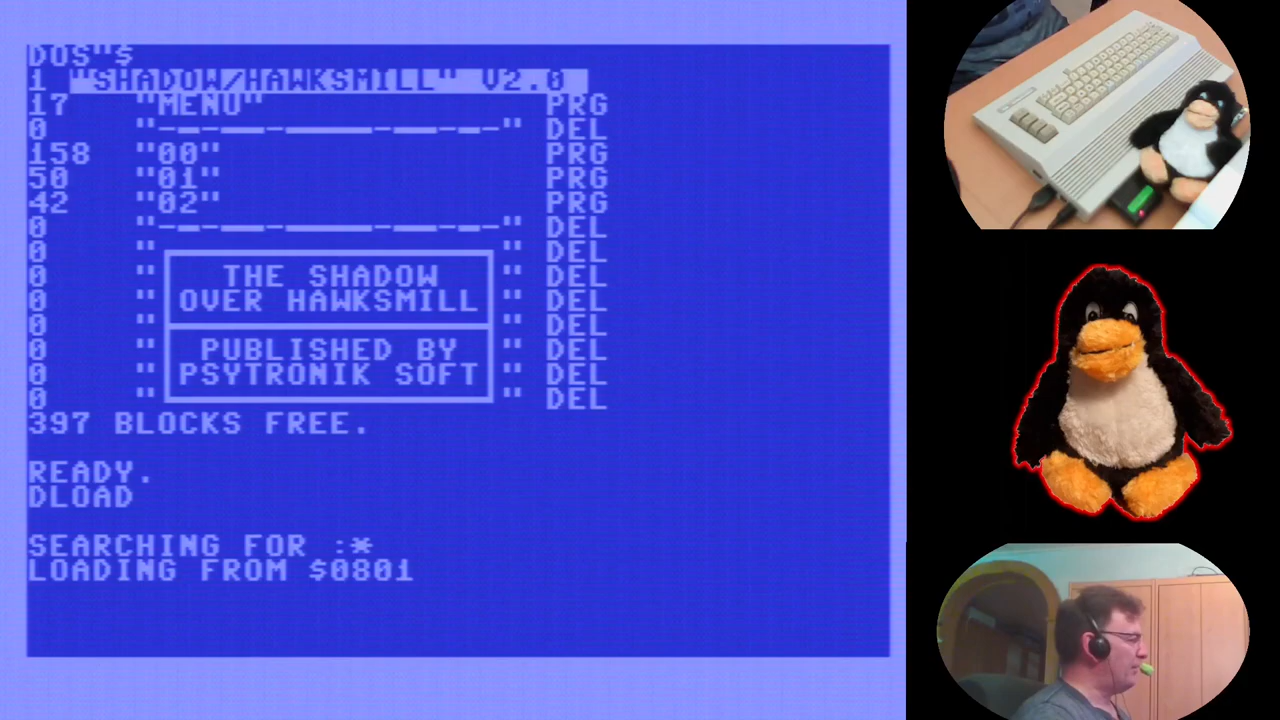 DOS"$
1 "SHADOW/HAWKSMILL" V2.0
17 "MENU" PRG
0 "-—-——-————-——-—-" DEL
158 "00" PRG
50 "01" PRG
42 "02" PRG
0 "-—-——-————-——-—-" DEL
0 " " DEL
0 " THE SHADOW " DEL
0 " OVER HAWKSMILL " DEL
0 " " DEL
0 " PUBLISHED BY " DEL
0 " PSYTRONIK SOFT " DEL
0 " " DEL
397 BLOCKS FREE.
READY.
DLOAD
SEARCHING FOR :*
LOADING FROM $0801